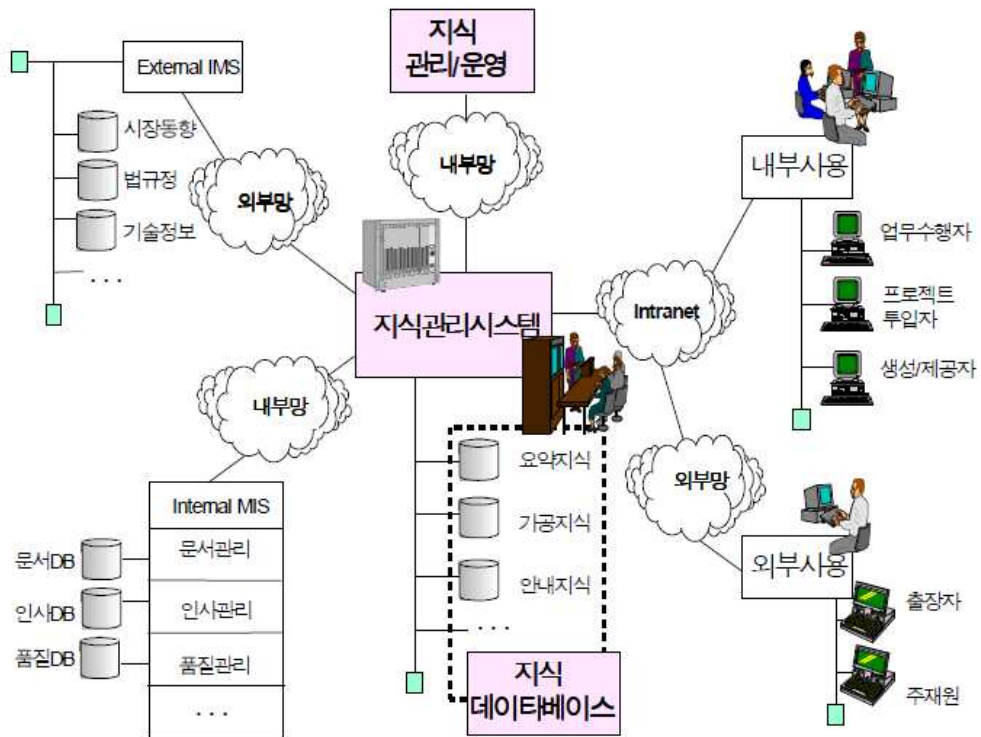 External IMS
시장동향
법규정
기술정보
. . .
외부망
지식
관리/운영
내부망
내부사용
업무수행자
프로젝트
투입자
생성/제공자
지식관리시스템
Intranet
내부망
외부망
요약지식
가공지식
안내지식
. . .
지식
데이타베이스
Internal MIS
문서DB
문서관리
인사DB
인사관리
품질DB
품질관리
. . .
외부사용
출장자
주재원